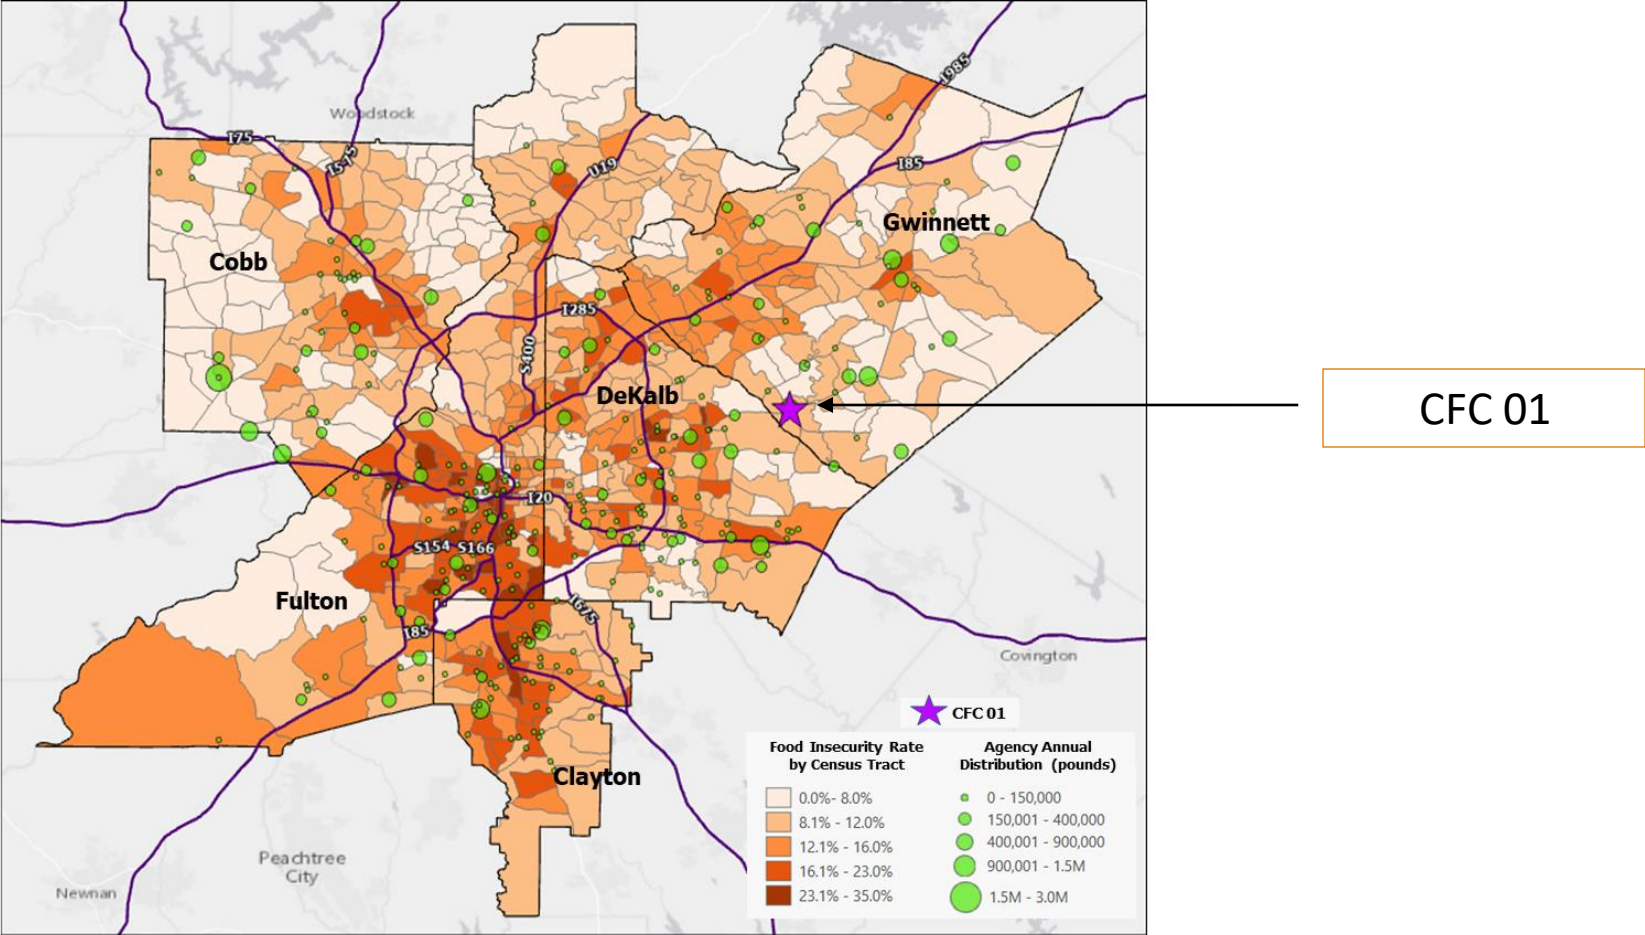 Woodstock
I75
I575
U19
I985
I85
Gwinnett
Cobb
I285
S400
DeKalb
CFC 01
I20
S154 S166
Fulton
I675
I85
Covington
CFC 01
Food Insecurity Rate
by Census Tract
0.0%- 8.0%
8.1% - 12.0%
12.1% - 16.0%
16.1% - 23.0%
23.1% - 35.0%
Agency Annual
Distribution (pounds)
0 - 150,000
150,001 - 400,000
400,001 - 900,000
900,001 - 1.5M
1.5M - 3.0M
Clayton
Peachtree
City
Newnan